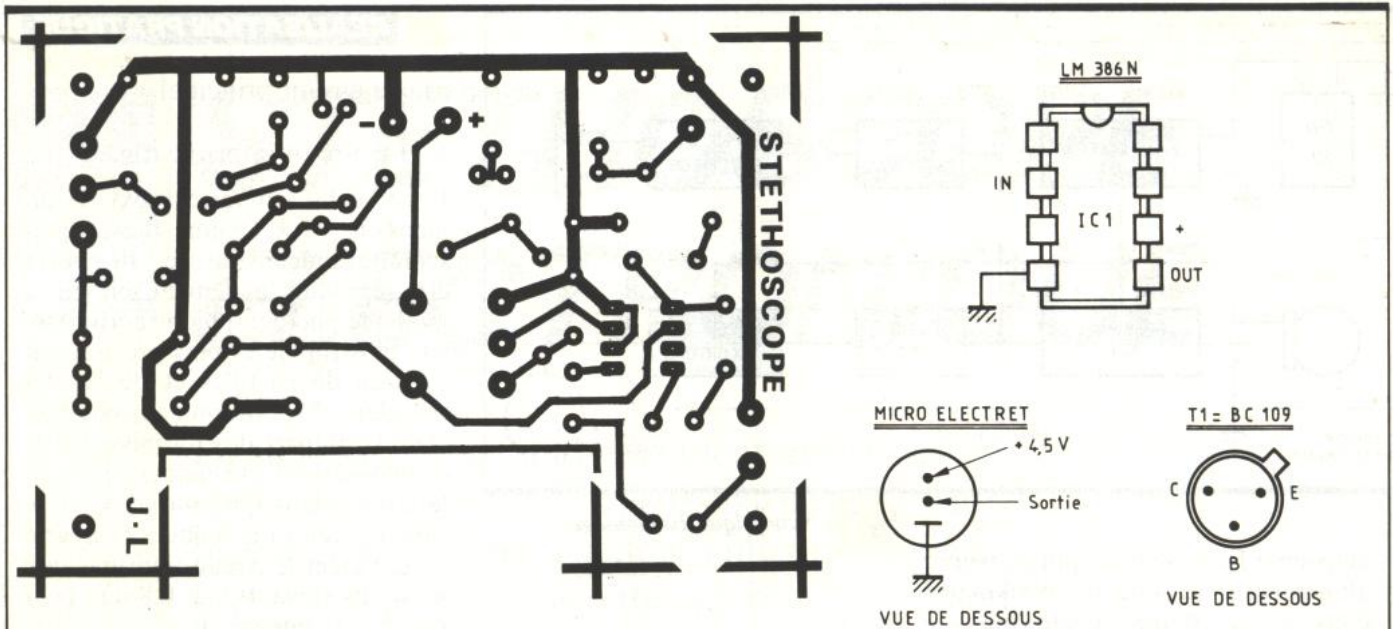 -
+
STETHOSCOPE
J.L
LM 386N
IN
IC1
+
OUT
MICRO ELECTRET
+4,5 V
Sortie
VUE DE DESSOUS
T1= BC 109
C
E
B
VUE DE DESSOUS